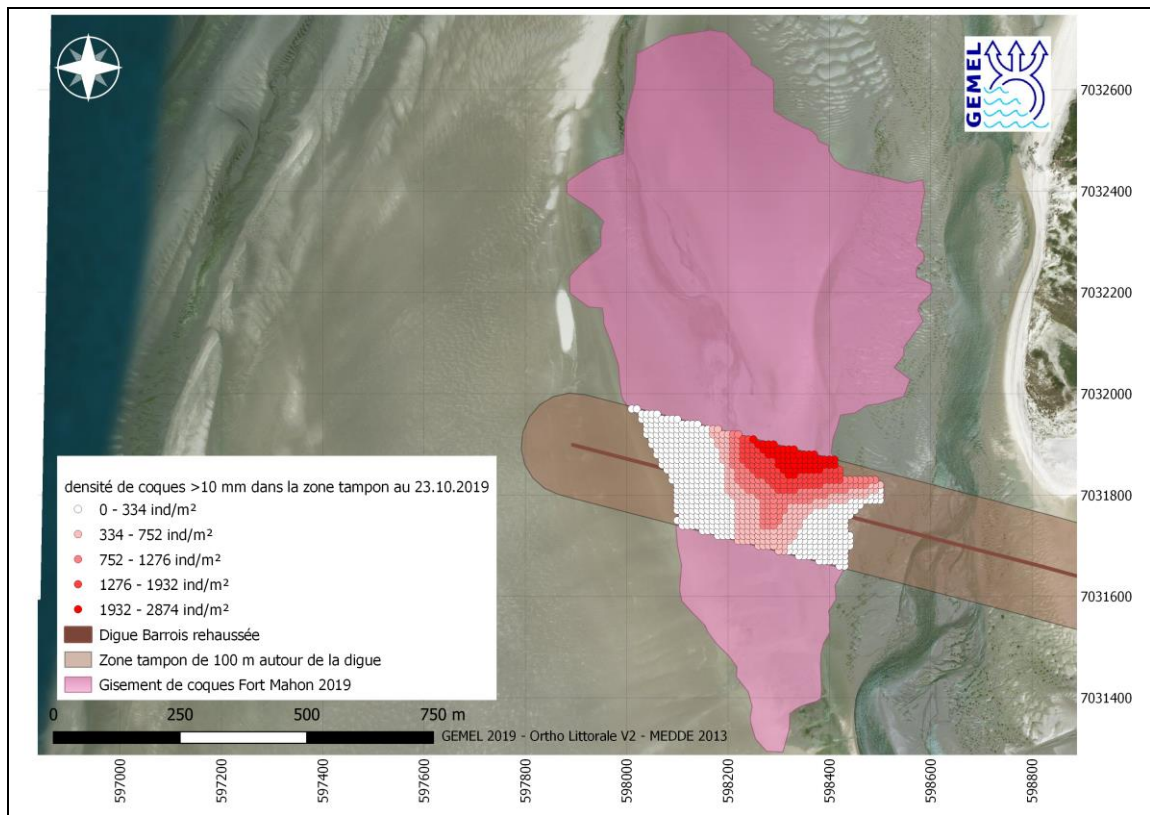 GEMEL
7032600
7032400
7032200
7032000
7031800
7031600
7031400
densité de coques >10 mm dans la zone tampon au 23.10.2019
0 - 334 ind/m²
334 - 752 ind/m²
752 - 1276 ind/m²
1276 - 1932 ind/m²
1932 - 2874 ind/m²
Digue Barrois rehaussée
Zone tampon de 100 m autour de la digue
Gisement de coques Fort Mahon 2019
0 250 500 750 m
GEMEL 2019 - Ortho Littorale V2 - MEDDE 2013
597000 597200 597400 597600 597800 598000 598200 598400 598600 598800